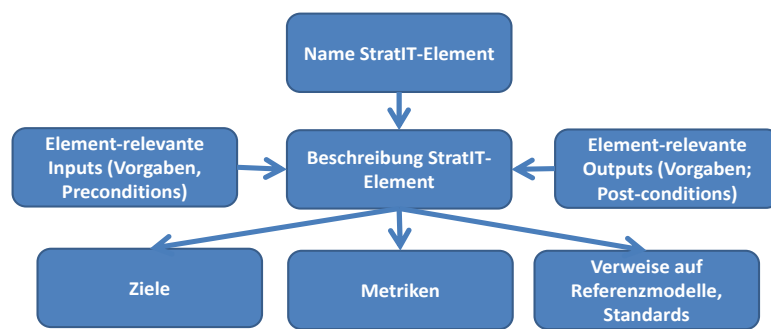 Name StratIT-Element
Element-relevante
Inputs (Vorgaben,
Preconditions)
Beschreibung StratIT-
Element
Element-relevante
Outputs (Vorgaben;
Post-conditions)
Ziele
Metriken
Verweise auf
Referenzmodelle,
Standards